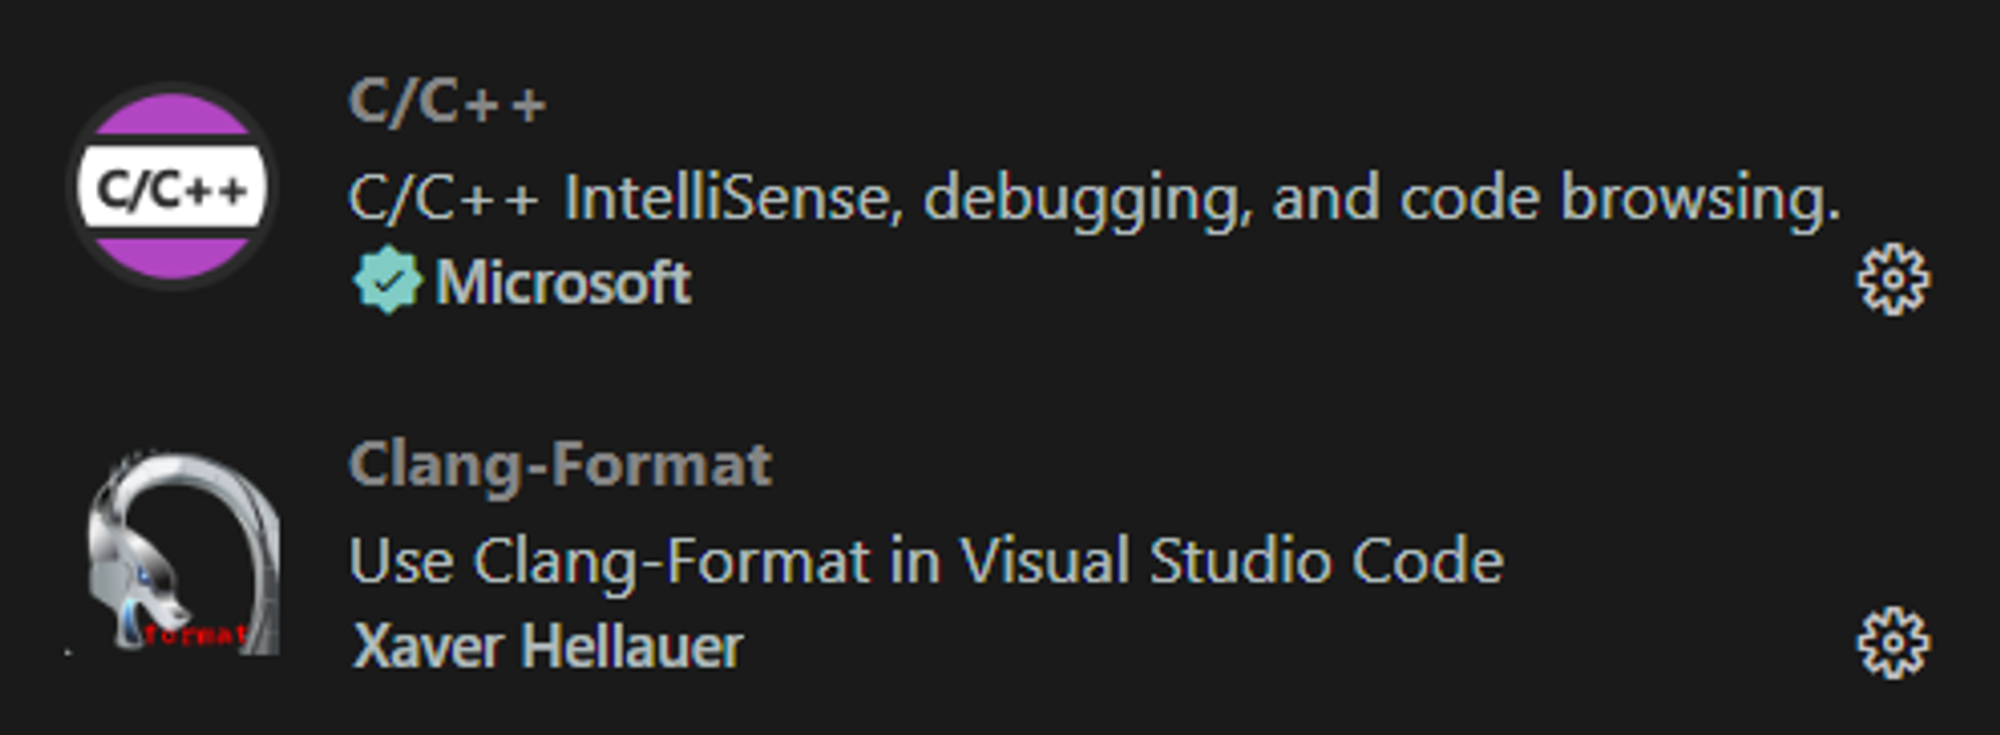 C/C++
C/C++
C/C++ IntelliSense, debugging, and code browsing.
Microsoft
Clang-Format
Use Clang-Format in Visual Studio Code
format
Xaver Hellauer